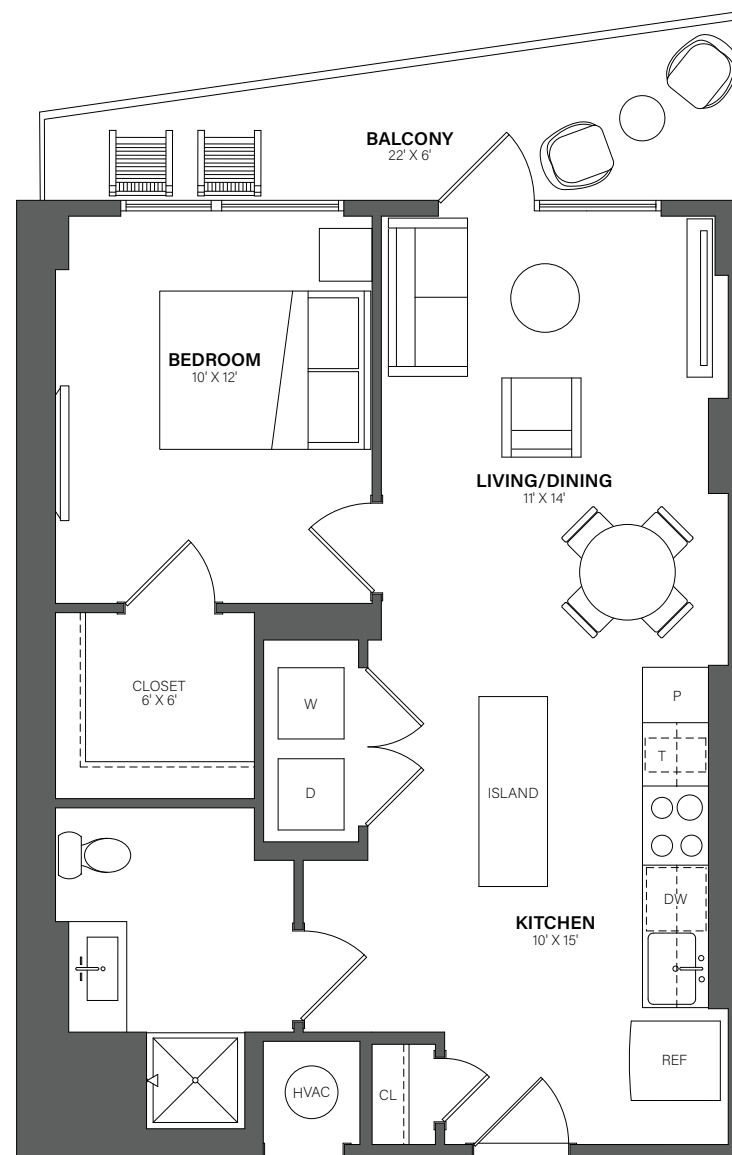 BALCONY
22' X 6'
BEDROOM
10' X 12'
LIVING/DINING
11' X 14'
CLOSET
6' X 6'
W
D
P
T
ISLAND
DW
KITCHEN
10' X 15'
REF
HVAC
CL